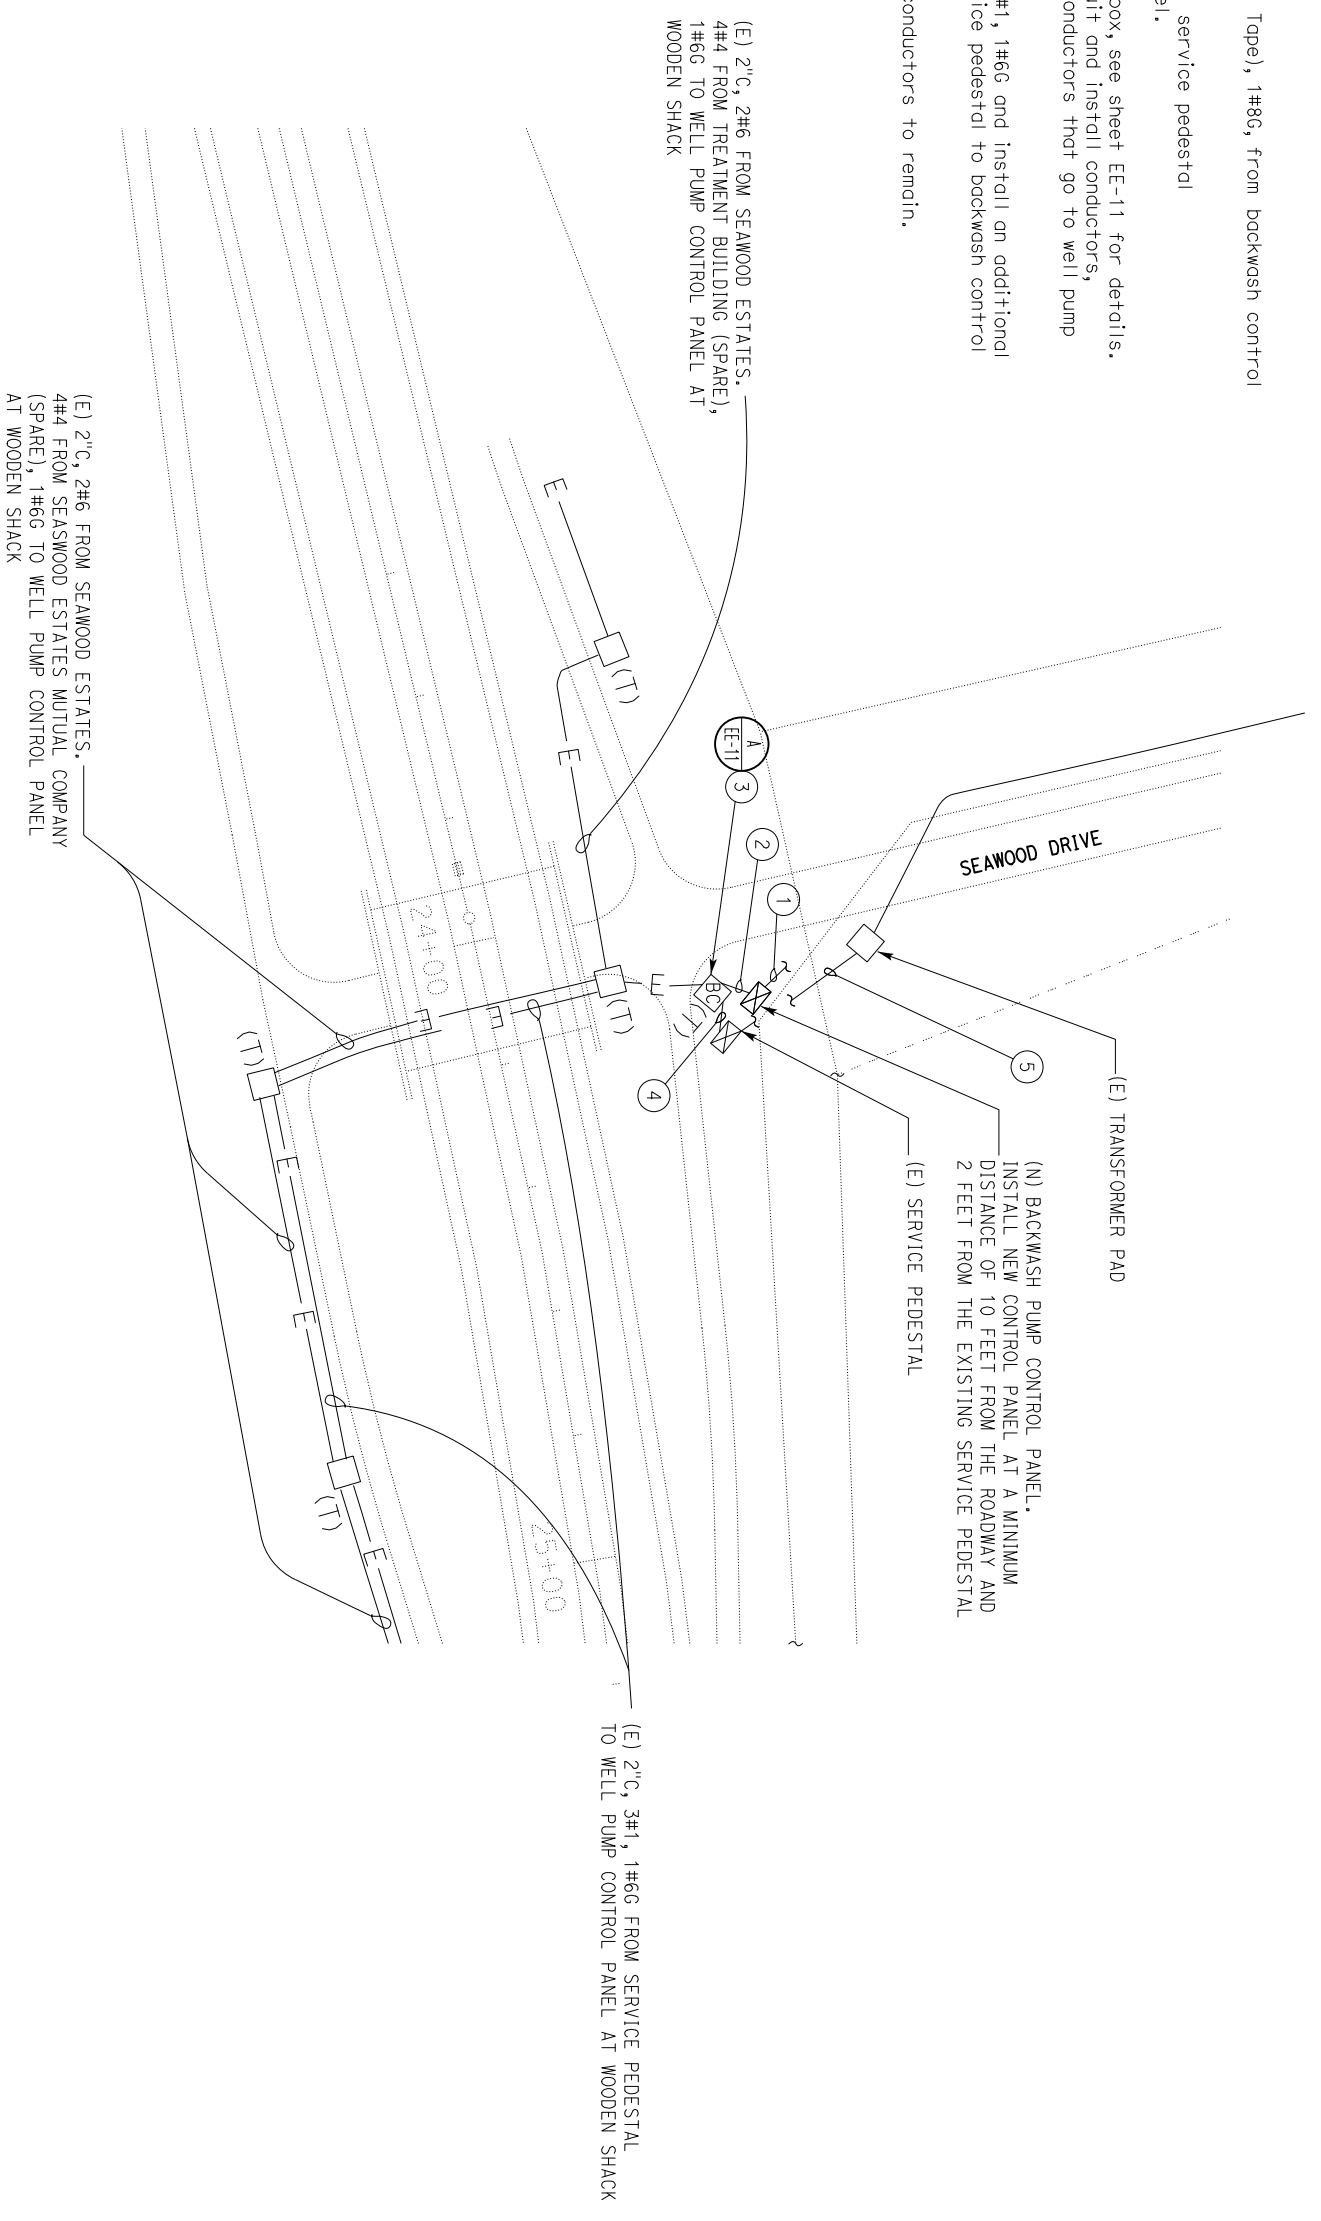 Tape), 1#8G, from backwash control
service pedestal
el.
box, see sheet EE-11 for details.
it and install conductors,
conductors that go to well pump
#1, 1#6G and install an additional
ice pedestal to backwash control
conductors to remain.
(E) 2"C, 2#6 FROM SEAWOOD ESTATES.
4#4 FROM TREATMENT BUILDING (SPARE),
1#6G TO WELL PUMP CONTROL PANEL AT
WOODEN SHACK
(E) 2"C, 2#6 FROM SEAWOOD ESTATES.
4#4 FROM SEASWOOD ESTATES MUTUAL COMPANY
(SPARE), 1#6G TO WELL PUMP CONTROL PANEL
AT WOODEN SHACK
E
(T)
E
A
EE-11
3
2
1
SEAWOOD DRIVE
24+00
BC
(T)
E
(T)
E
E
4
5
(E) TRANSFORMER PAD
(N) BACKWASH PUMP CONTROL PANEL.
INSTALL NEW CONTROL PANEL AT A MINIMUM
DISTANCE OF 10 FEET FROM THE ROADWAY AND
2 FEET FROM THE EXISTING SERVICE PEDESTAL
(E) SERVICE PEDESTAL
(T)
E
E
(T)
E
25+00
(E) 2"C, 3#1, 1#6G FROM SERVICE PEDESTAL
TO WELL PUMP CONTROL PANEL AT WOODEN SHACK